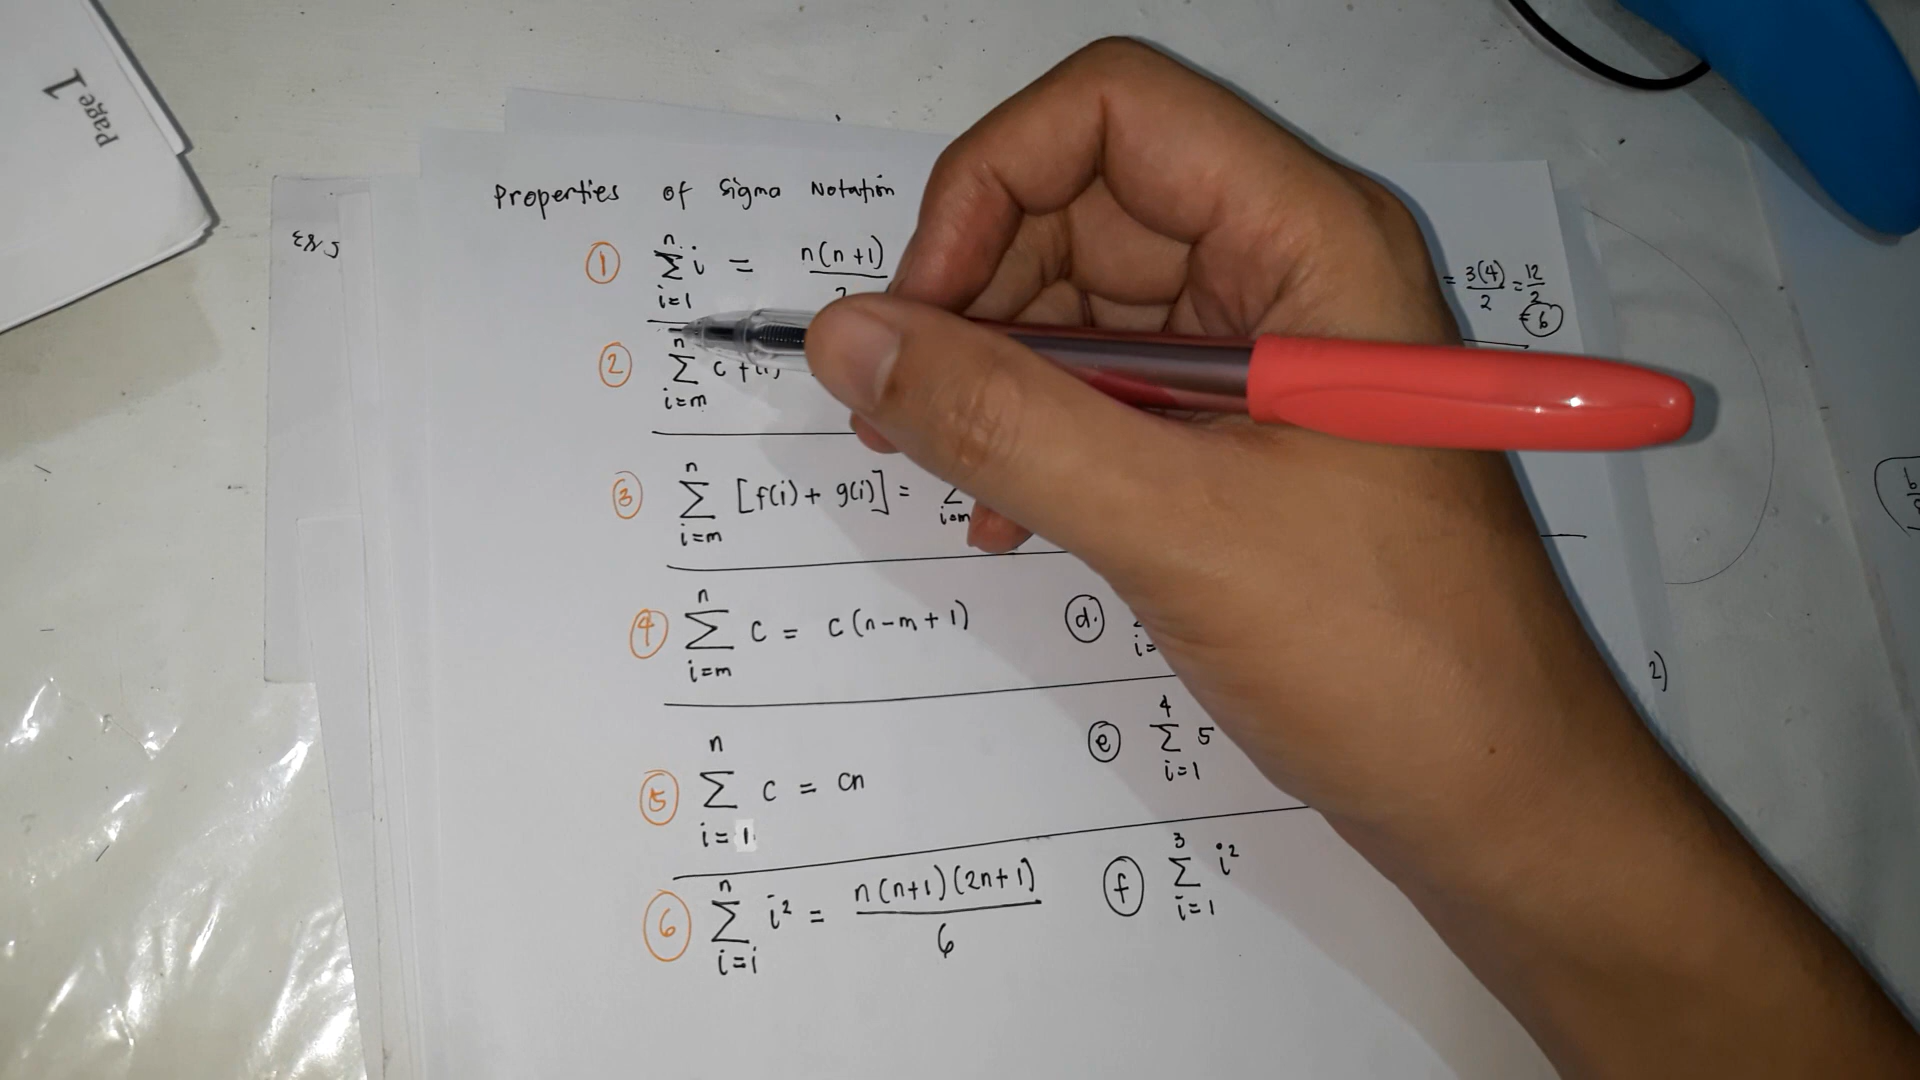 Page 1
Properties of Sigma Notation
① n Σ i=1 i = n(n+1)
= 3(4)/2 = 12/2
= 6
② n Σ i=m c f(i)
③ n Σ i=m [f(i) + g(i)] = Σ i=m
④ n Σ i=m c = c(n-m+1)
d. i=
2)
⑤ n Σ i=1 c = cn
e 4 Σ i=1 5
⑥ n Σ i=i i² = n(n+1)(2n+1)/6
f 3 Σ i=1 i²